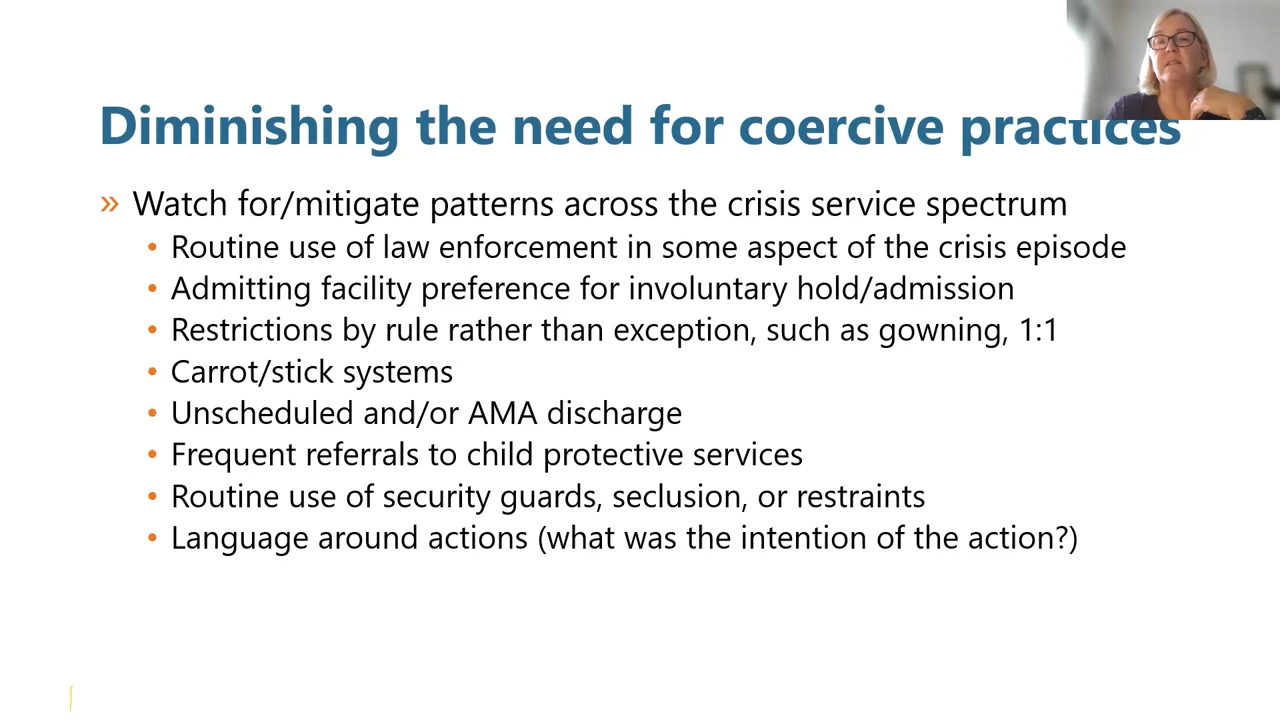 Diminishing the need for coercive practices
» Watch for/mitigate patterns across the crisis service spectrum
• Routine use of law enforcement in some aspect of the crisis episode
• Admitting facility preference for involuntary hold/admission
• Restrictions by rule rather than exception, such as gowning, 1:1
• Carrot/stick systems
• Unscheduled and/or AMA discharge
• Frequent referrals to child protective services
• Routine use of security guards, seclusion, or restraints
• Language around actions (what was the intention of the action?)